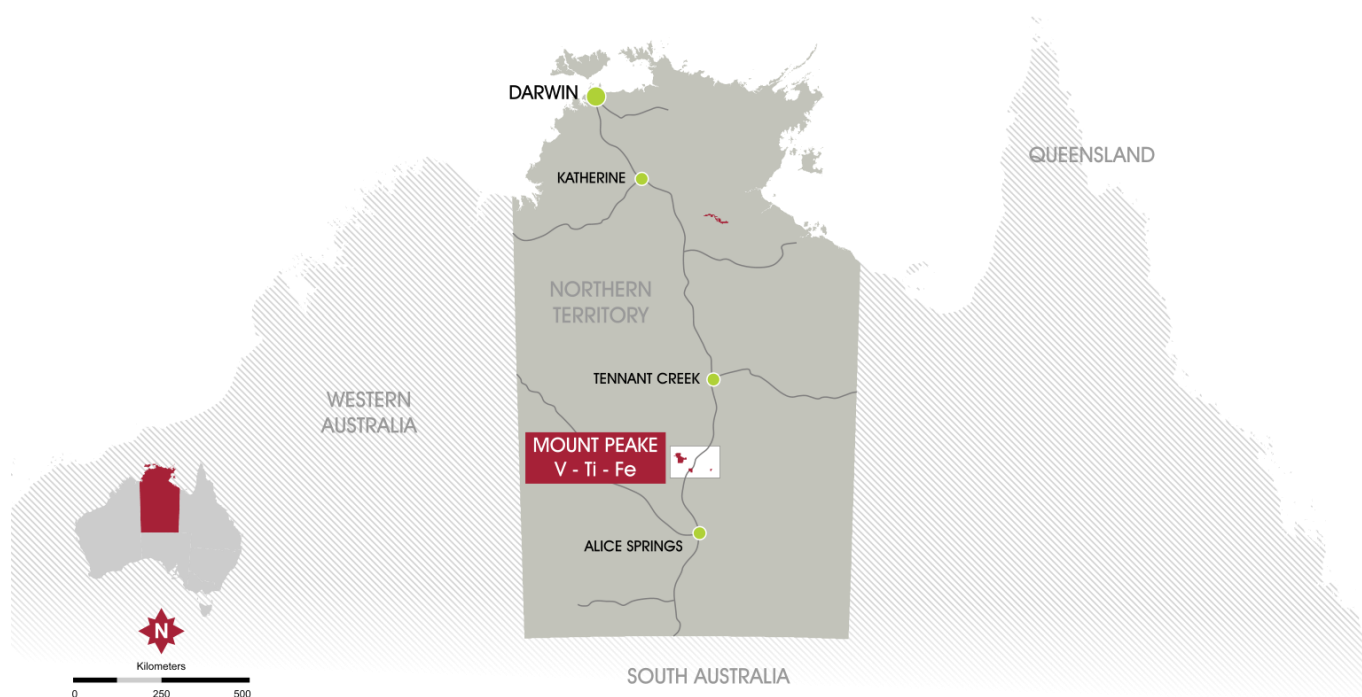 DARWIN
QUEENSLAND
KATHERINE
NORTHERN
TERRITORY
TENNANT CREEK
WESTERN
AUSTRALIA
MOUNT PEAKE
V - Ti - Fe
ALICE SPRINGS
N
Kilometers
0 250 500
SOUTH AUSTRALIA